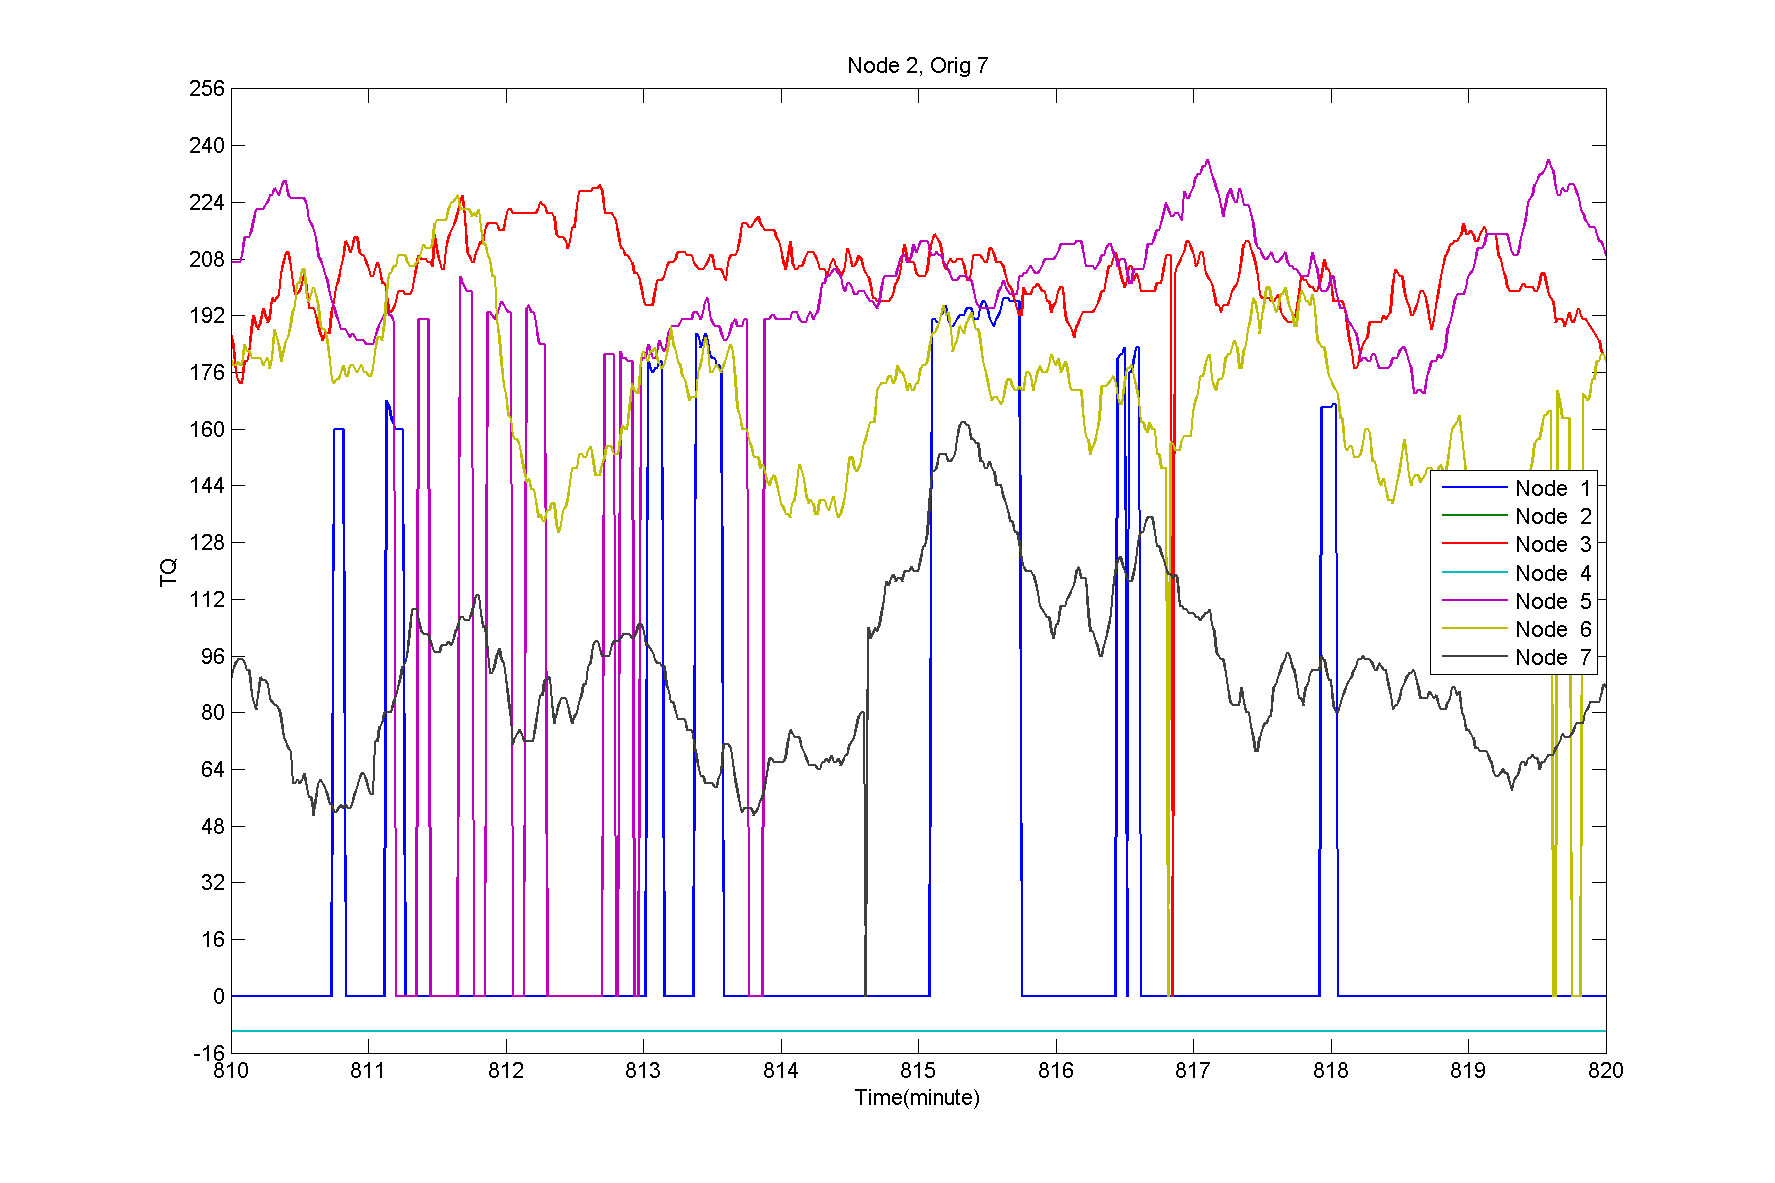 Node 2, Orig 7
256
240
224
208
192
176
160
144
128
112
96
80
64
48
32
16
0
-16
TQ
Node 1
Node 2
Node 3
Node 4
Node 5
Node 6
Node 7
810 811 812 813 814 815 816 817 818 819 820
Time(minute)